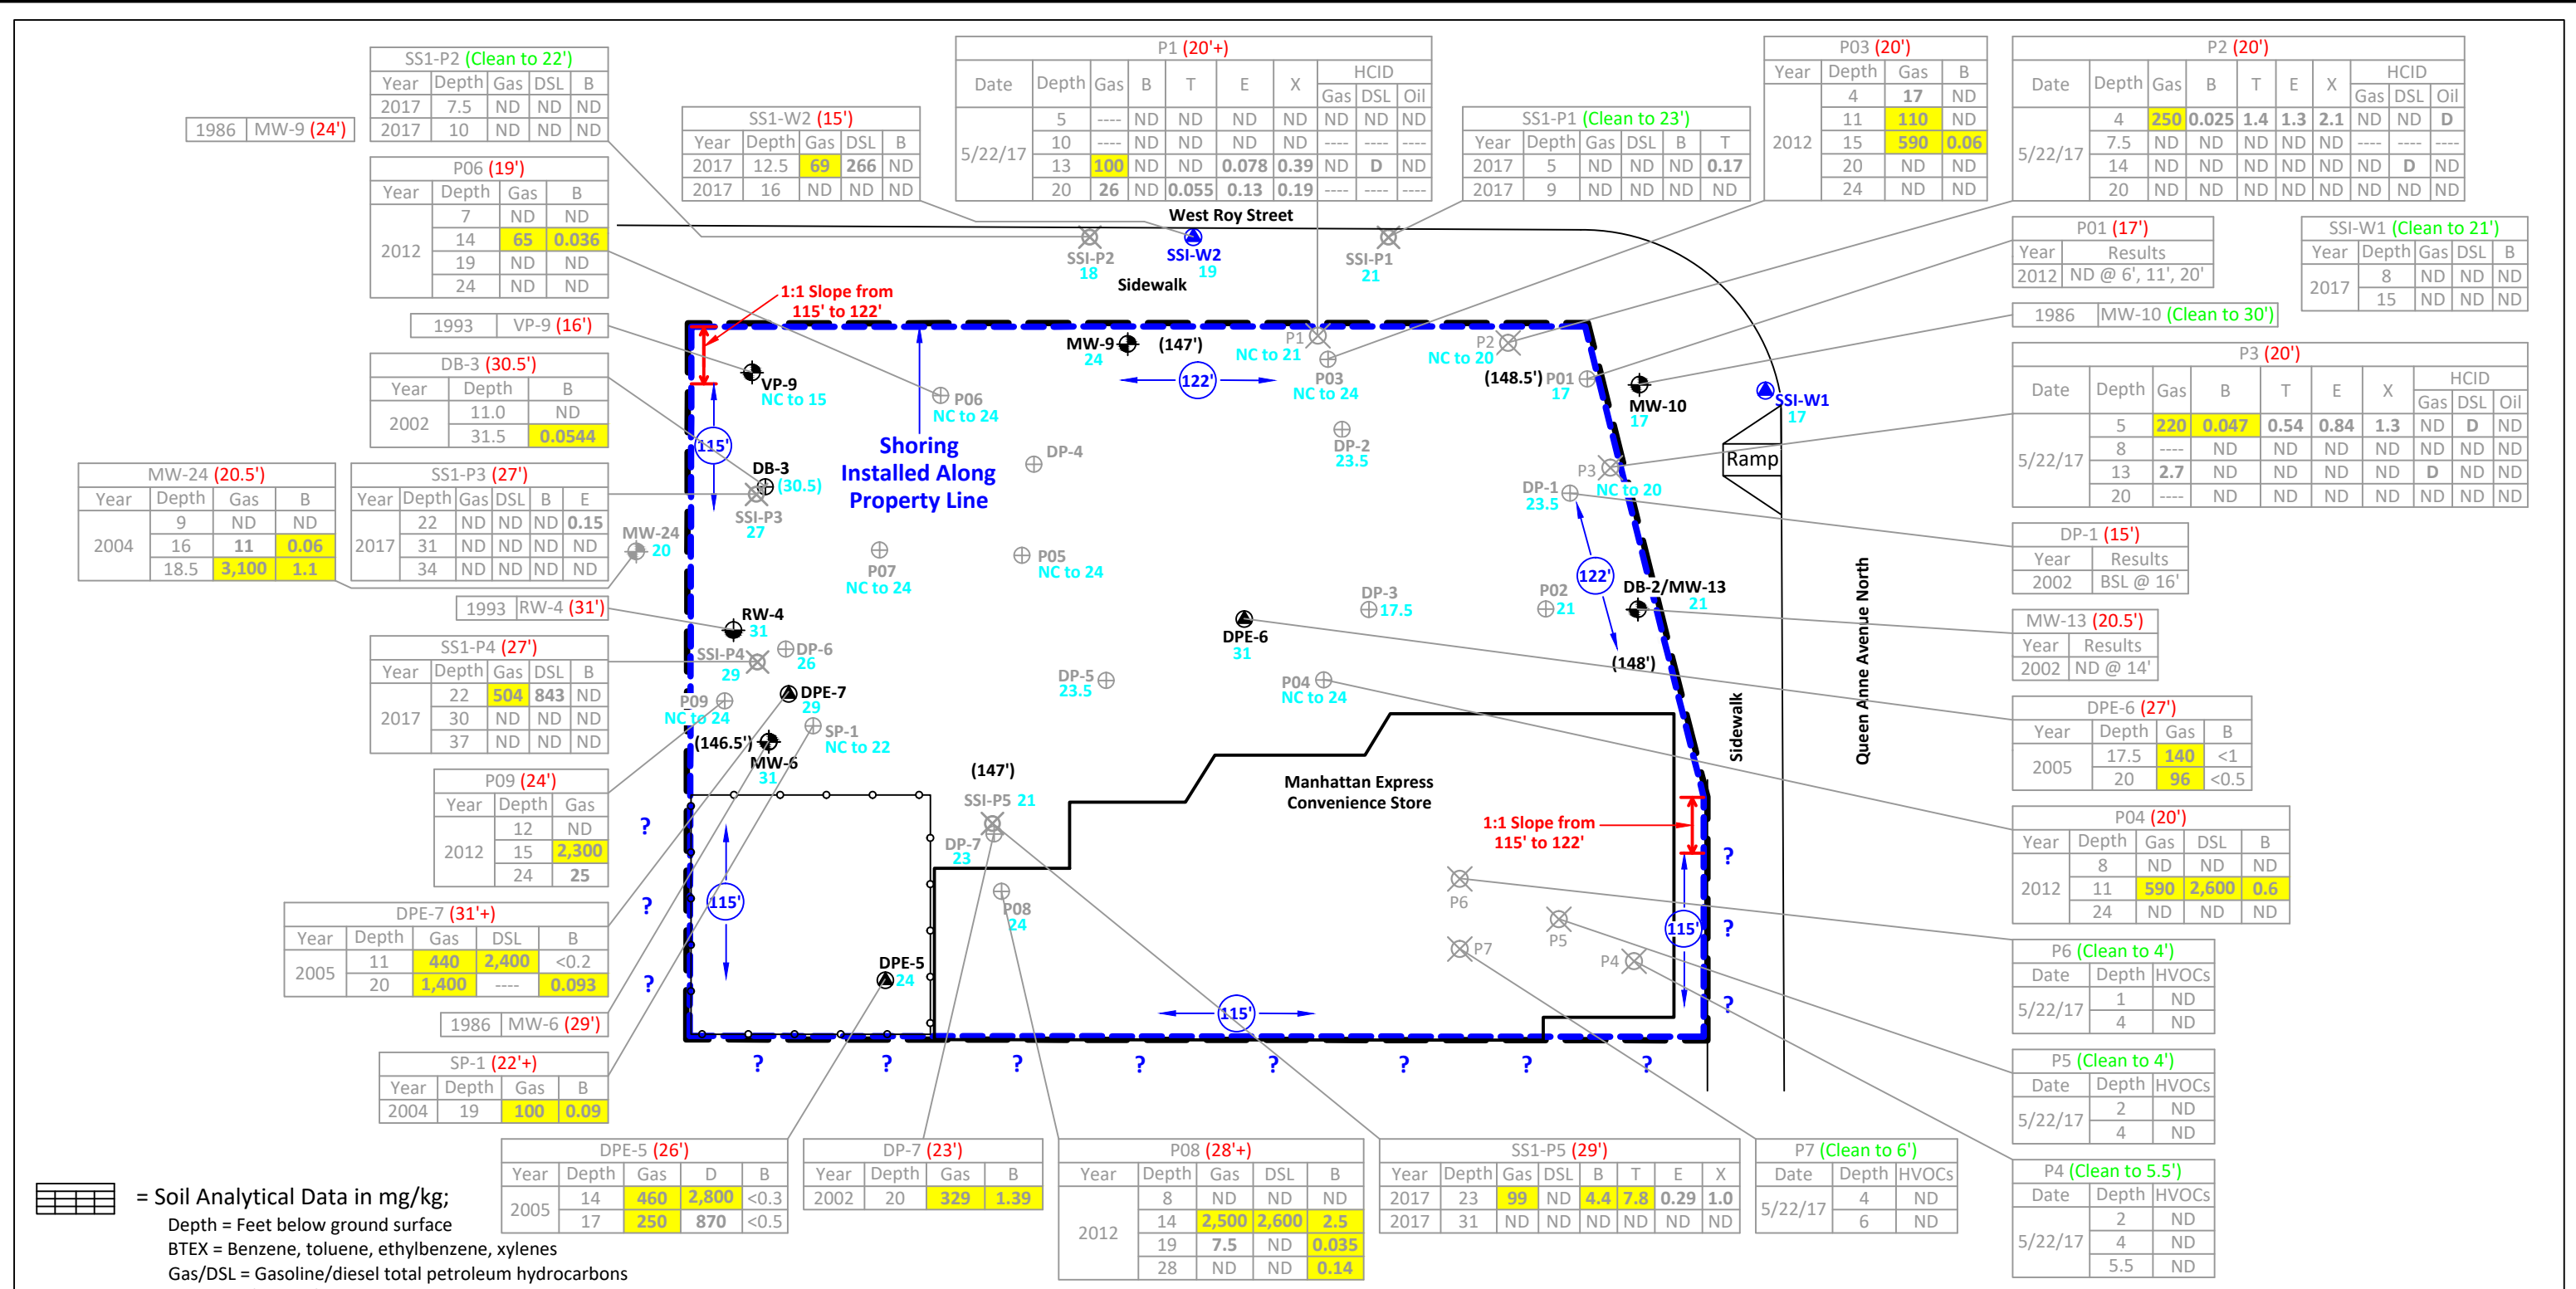 SS1-P2 (Clean to 22')
Year Depth Gas DSL B
2017 7.5 ND ND ND
2017 10 ND ND ND
1986 MW-9 (24')
P06 (19')
Year Depth Gas B
2012
7 ND ND
14 65 0.036
19 ND ND
24 ND ND
1993 VP-9 (16')
DB-3 (30.5')
Year Depth B
2002
11.0 ND
31.5 0.0544
MW-24 (20.5')
Year Depth Gas B
2004
9 ND ND
16 11 0.06
18.5 3,100 1.1
SS1-P3 (27')
Year Depth Gas DSL B E
2017
22 ND ND ND 0.15
31 ND ND ND ND
34 ND ND ND ND
1993 RW-4 (31')
SS1-P4 (27')
Year Depth Gas DSL B
2017
22 504 843 ND
30 ND ND ND
37 ND ND ND
P09 (24')
Year Depth Gas
2012
12 ND
15 2,300
24 25
DPE-7 (31'+)
Year Depth Gas DSL B
2005
11 440 2,400 <0.2
20 1,400 ---- 0.093
1986 MW-6 (29')
SP-1 (22'+)
Year Depth Gas B
2004 19 100 0.09
SS1-W2 (15')
Year Depth Gas DSL B
2017 12.5 69 266 ND
2017 16 ND ND ND
P1 (20'+)
Date Depth Gas B T E X HCID
Gas DSL Oil
5/22/17
5 ---- ND ND ND ND ND ND ND
10 ---- ND ND ND ND ---- ---- ----
13 100 ND ND 0.078 0.39 ND D ND
20 26 ND 0.055 0.13 0.19 ---- ---- ----
SS1-P1 (Clean to 23')
Year Depth Gas DSL B T
2017 5 ND ND ND 0.17
2017 9 ND ND ND ND
P03 (20')
Year Depth Gas B
2012
4 17 ND
11 110 ND
15 590 0.06
20 ND ND
24 ND ND
P2 (20')
Date Depth Gas B T E X HCID
Gas DSL Oil
5/22/17
4 250 0.025 1.4 1.3 2.1 ND ND D
7.5 ND ND ND ND ND ---- ---- ----
14 ND ND ND ND ND ND D ND
20 ND ND ND ND ND ND ND ND
P01 (17')
Year Results
2012 ND @ 6', 11', 20'
SSI-W1 (Clean to 21')
Year Depth Gas DSL B
2017
8 ND ND ND
15 ND ND ND
1986 MW-10 (Clean to 30')
P3 (20')
Date Depth Gas B T E X HCID
Gas DSL Oil
5/22/17
5 220 0.047 0.54 0.84 1.3 ND D ND
8 ---- ND ND ND ND ND ND ND
13 2.7 ND ND ND ND D ND ND
20 ---- ND ND ND ND ND ND ND
DP-1 (15')
Year Results
2002 BSL @ 16'
MW-13 (20.5')
Year Results
2002 ND @ 14'
DPE-6 (27')
Year Depth Gas B
2005
17.5 140 <1
20 96 <0.5
P04 (20')
Year Depth Gas DSL B
2012
8 ND ND ND
11 590 2,600 0.6
24 ND ND ND
P6 (Clean to 4')
Date Depth HVOCs
5/22/17
1 ND
4 ND
P5 (Clean to 4')
Date Depth HVOCs
5/22/17
2 ND
4 ND
P4 (Clean to 5.5')
Date Depth HVOCs
5/22/17
2 ND
4 ND
5.5 ND
West Roy Street
SSI-P2
18
SSI-W2
19
SSI-P1
21
Sidewalk
1:1 Slope from
115' to 122'
MW-9
24
(147')
122'
P1
NC to 21
P03
NC to 24
P2
NC to 20
(148.5')
P01
17
MW-10
17
SSI-W1
17
Ramp
VP-9
NC to 15
P06
NC to 24
115'
Shoring
Installed Along
Property Line
DP-4
DP-2
23.5
P3
NC to 20
DP-1
23.5
DB-3
(30.5)
SSI-P3
27
MW-24
20
P07
NC to 24
P05
NC to 24
122'
DB-2/MW-13
21
DP-3
17.5
P02
21
DPE-6
31
(148')
RW-4
31
SSI-P4
29
DP-6
26
DPE-7
29
P09
NC to 24
SP-1
NC to 22
(146.5')
MW-6
31
DP-5
23.5
P04
NC to 24
Sidewalk
Queen Anne Avenue North
(147')
SSI-P5 21
DP-7
23
Manhattan Express
Convenience Store
1:1 Slope from
115' to 122'
P08
24
115'
DPE-5
24
P6
P5
P7
P4
115'
115'
?
?
?
?
?
?
?
?
?
?
?
?
?
?
DPE-5 (26')
Year Depth Gas D B
2005
14 460 2,800 <0.3
17 250 870 <0.5
DP-7 (23')
Year Depth Gas B
2002 20 329 1.39
P08 (28'+)
Year Depth Gas DSL B
2012
8 ND ND ND
14 2,500 2,600 2.5
19 7.5 ND 0.035
28 ND ND 0.14
SS1-P5 (29')
Year Depth Gas DSL B T E X
2017 23 99 ND 4.4 7.8 0.29 1.0
2017 31 ND ND ND ND ND ND
P7 (Clean to 6')
Date Depth HVOCs
5/22/17
4 ND
6 ND
= Soil Analytical Data in mg/kg;
Depth = Feet below ground surface
BTEX = Benzene, toluene, ethylbenzene, xylenes
Gas/DSL = Gasoline/diesel total petroleum hydrocarbons